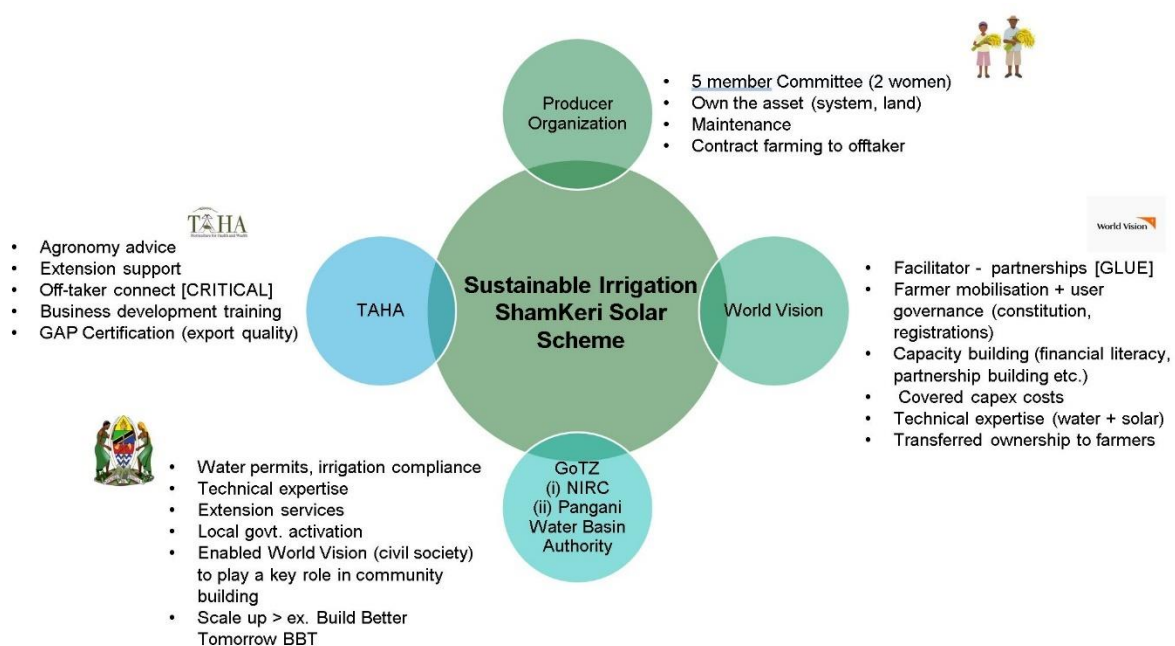 Producer
Organization
• 5 member Committee (2 women)
• Own the asset (system, land)
• Maintenance
• Contract farming to offtaker
TAHA
• Agronomy advice
• Extension support
• Off-taker connect [CRITICAL]
• Business development training
• GAP Certification (export quality)
TAHA
Sustainable Irrigation
ShamKeri Solar
Scheme
World Vision
World Vision
• Facilitator - partnerships [GLUE]
• Farmer mobilisation + user
governance (constitution,
registrations)
• Capacity building (financial literacy,
partnership building etc.)
• Covered capex costs
• Technical expertise (water + solar)
• Transferred ownership to farmers
• Water permits, irrigation compliance
• Technical expertise
• Extension services
• Local govt. activation
• Enabled World Vision (civil society)
to play a key role in community
building
• Scale up > ex. Build Better
Tomorrow BBT
GoTZ
(i) NIRC
(ii) Pangani
Water Basin
Authority